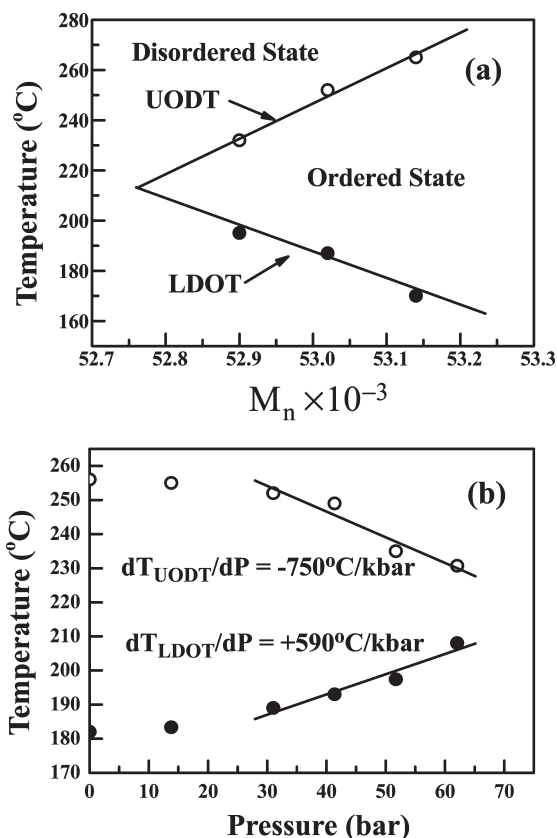 280
260
240
220
200
180
160
Temperature (°C)
Disordered State
(a)
UODT
Ordered State
LDOT
52.7 52.8 52.9 53.0 53.1 53.2 53.3
Mₙ ×10⁻³
260
250
240
230
220
210
200
190
180
170
Temperature (°C)
(b)
dT_UODT/dP = -750°C/kbar
dT_LDOT/dP = +590°C/kbar
0 10 20 30 40 50 60 70
Pressure (bar)